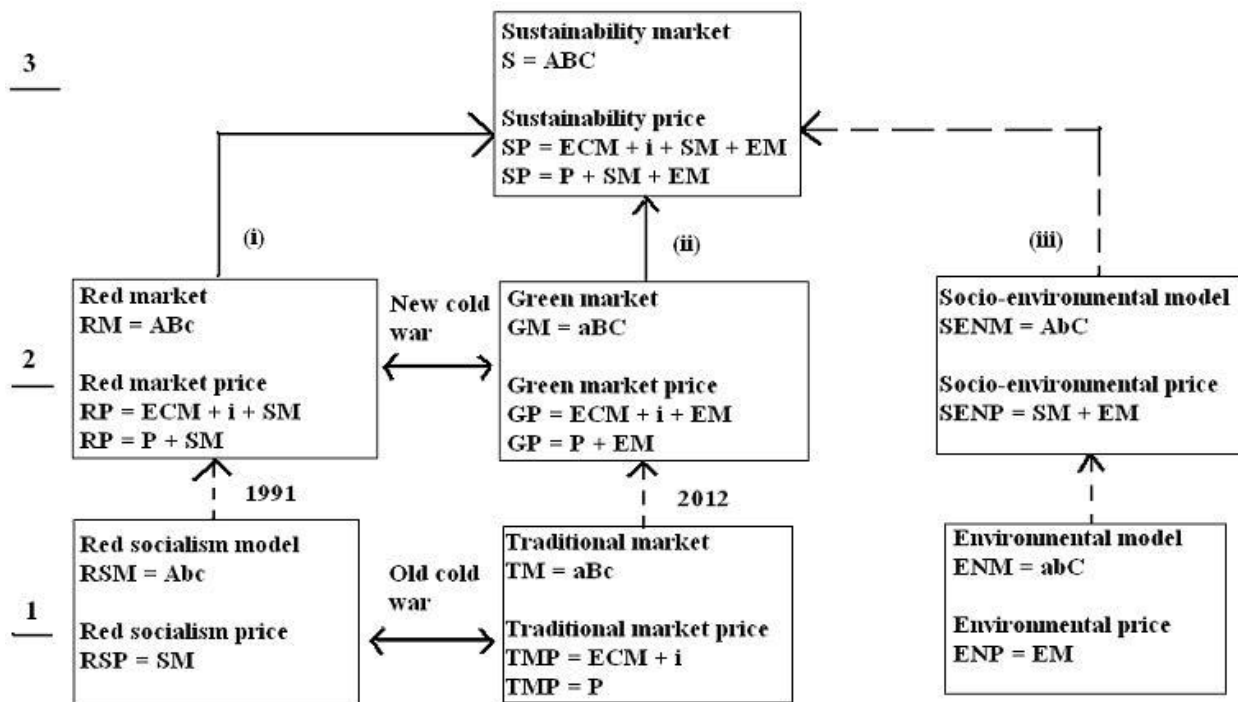 3
Sustainability market
S = ABC
Sustainability price
SP = ECM + i + SM + EM
SP = P + SM + EM
(i)
(ii)
(iii)
2
Red market
RM = ABc
Red market price
RP = ECM + i + SM
RP = P + SM
New cold
war
Green market
GM = aBC
Green market price
GP = ECM + i + EM
GP = P + EM
Socio-environmental model
SENM = AbC
Socio-environmental price
SENP = SM + EM
1991
2012
1
Red socialism model
RSM = Abc
Red socialism price
RSP = SM
Old cold
war
Traditional market
TM = aBc
Traditional market price
TMP = ECM + i
TMP = P
Environmental model
ENM = abC
Environmental price
ENP = EM